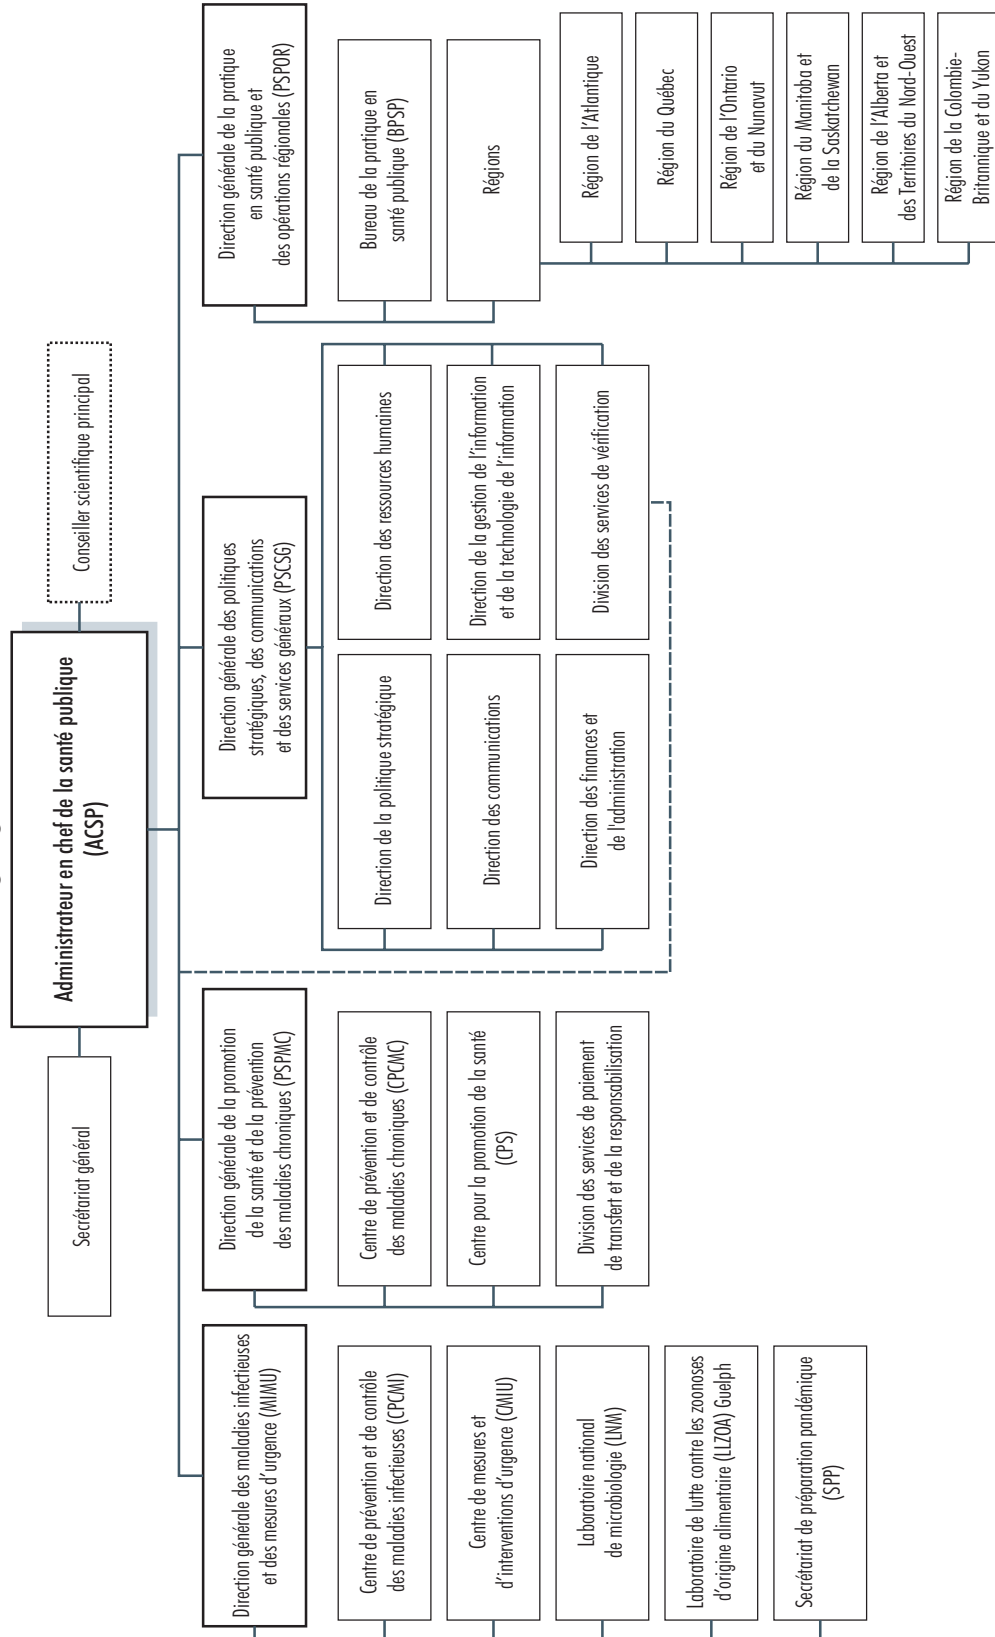 Administrateur en chef de la santé publique
(ACSP)
Secrétariat général
Conseiller scientifique principal
Direction générale des maladies infectieuses
et des mesures d'urgence (MIMU)
Centre de prévention et de contrôle
des maladies infectieuses (CPCMI)
Centre de mesures et
d'interventions d'urgence (CMIU)
Laboratoire national
de microbiologie (LNM)
Laboratoire de lutte contre les zoonoses
d'origine alimentaire (LLZOA) Guelph
Secrétariat de préparation pandémique
(SPP)
Direction générale de la promotion
de la santé et de la prévention
des maladies chroniques (PSPMC)
Centre de prévention et de contrôle
des maladies chroniques (CPCMC)
Centre pour la promotion de la santé
(CPS)
Division des services de paiement
de transfert et de la responsabilisation
Direction générale des politiques
stratégiques, des communications
et des services généraux (PSCSG)
Direction de la politique stratégique
Direction des communications
Direction des finances et
de l'administration
Direction des ressources humaines
Direction de la gestion de l'information
et de la technologie de l'information
Division des services de vérification
Direction générale de la pratique
en santé publique et
des opérations régionales (PSPOR)
Bureau de la pratique en
santé publique (BPSP)
Régions
Région de l'Atlantique
Région du Québec
Région de l'Ontario
et du Nunavut
Région du Manitoba et
de la Saskatchewan
Région de l'Alberta et
des Territoires du Nord-Ouest
Région de la Colombie-
Britannique et du Yukon